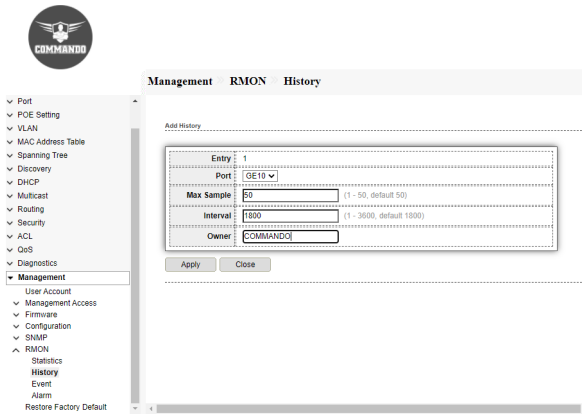 COMMANDO
Management » RMON » History
Port
POE Setting
VLAN
MAC Address Table
Spanning Tree
Discovery
DHCP
Multicast
Routing
Security
ACL
QoS
Diagnostics
Management
User Account
Management Access
Firmware
Configuration
SNMP
RMON
Statistics
History
Event
Alarm
Restore Factory Default
Add History
Entry 1
Port GE10
Max Sample 50 (1 - 50, default 50)
Interval 1800 (1 - 3600, default 1800)
Owner COMMANDO
Apply Close